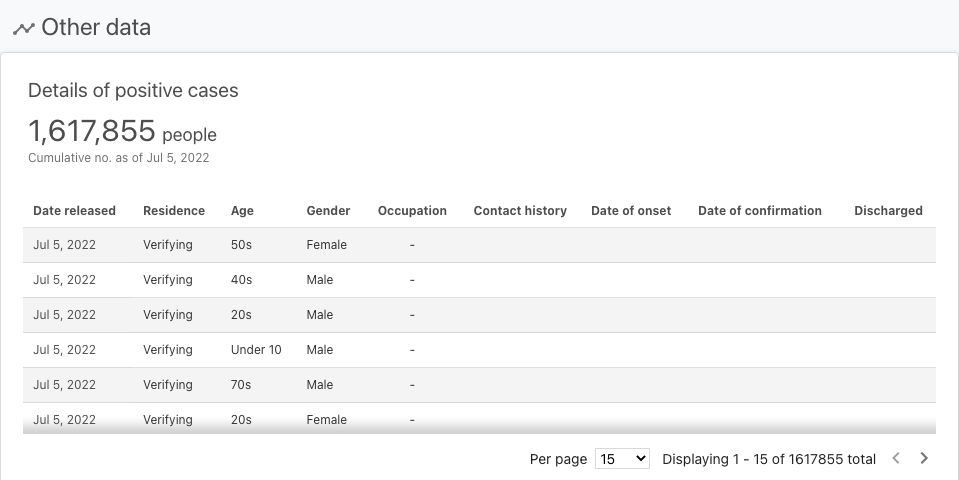 Other data
Details of positive cases
1,617,855 people
Cumulative no. as of Jul 5, 2022
Date released Residence Age Gender Occupation Contact history Date of onset Date of confirmation Discharged
Jul 5, 2022 Verifying 50s Female -
Jul 5, 2022 Verifying 40s Male -
Jul 5, 2022 Verifying 20s Male -
Jul 5, 2022 Verifying Under 10 Male -
Jul 5, 2022 Verifying 70s Male -
Jul 5, 2022 Verifying 20s Female -
Per page 15 Displaying 1 - 15 of 1617855 total